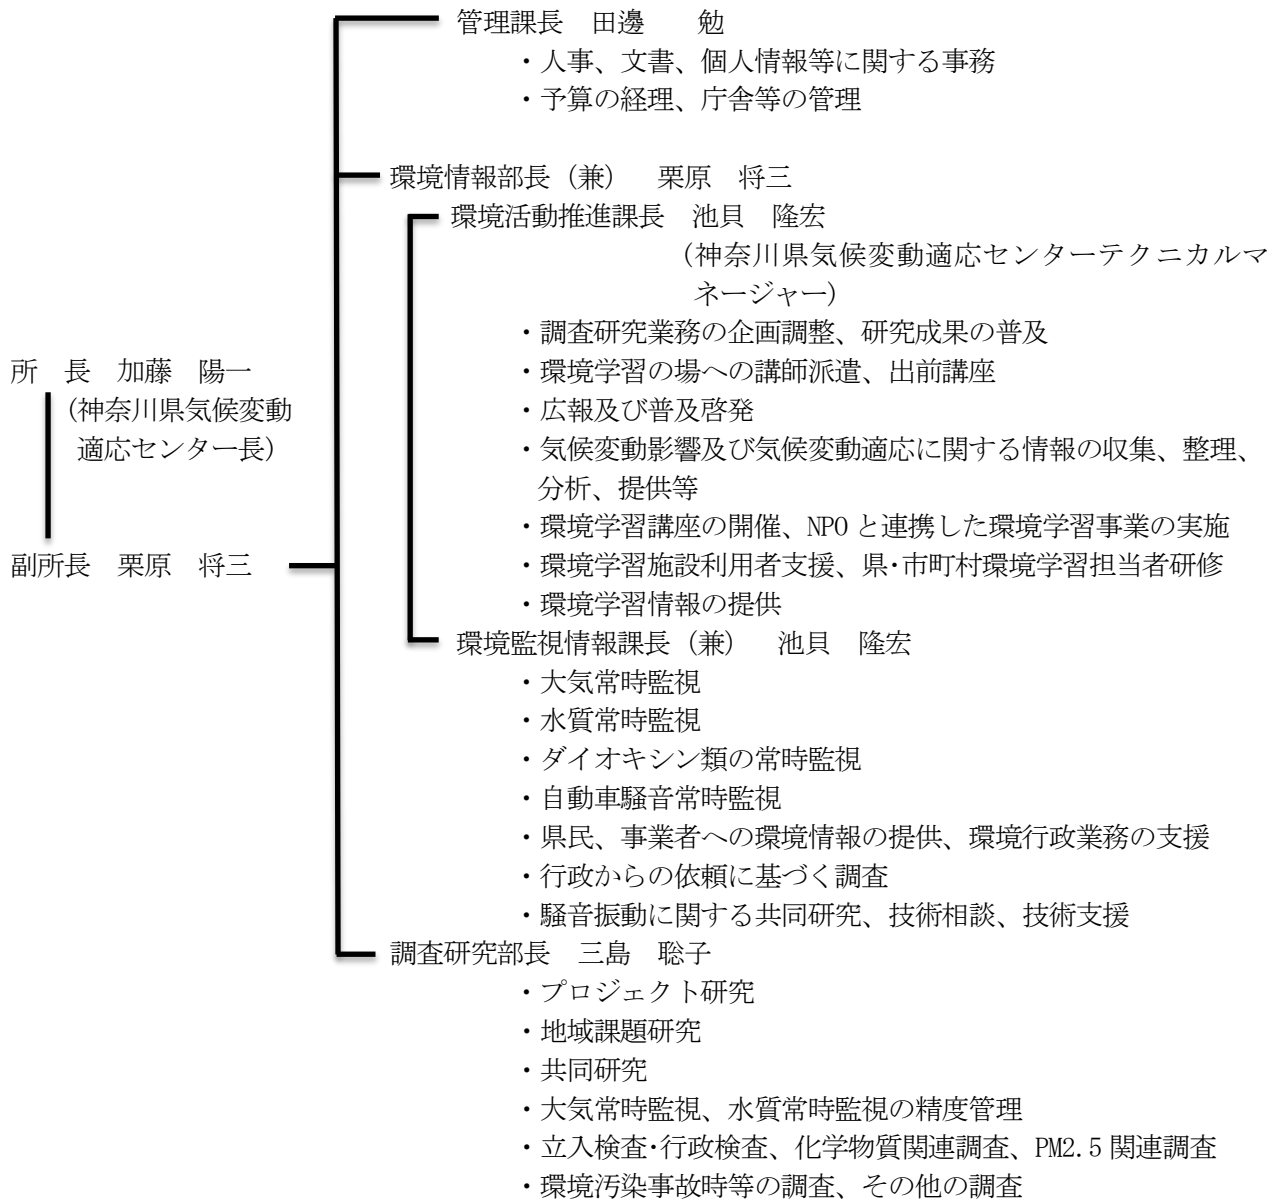 管理課長　田邊　　勉
・人事、文書、個人情報等に関する事務
・予算の経理、庁舎等の管理
環境情報部長（兼）　栗原　将三
環境活動推進課長　池貝　隆宏
（神奈川県気候変動適応センターテクニカルマ
ネージャー）
・調査研究業務の企画調整、研究成果の普及
・環境学習の場への講師派遣、出前講座
・広報及び普及啓発
・気候変動影響及び気候変動適応に関する情報の収集、整理、
分析、提供等
・環境学習講座の開催、NPOと連携した環境学習事業の実施
・環境学習施設利用者支援、県･市町村環境学習担当者研修
・環境学習情報の提供
環境監視情報課長（兼）　池貝　隆宏
・大気常時監視
・水質常時監視
・ダイオキシン類の常時監視
・自動車騒音常時監視
・県民、事業者への環境情報の提供、環境行政業務の支援
・行政からの依頼に基づく調査
・騒音振動に関する共同研究、技術相談、技術支援
調査研究部長　三島　聡子
・プロジェクト研究
・地域課題研究
・共同研究
・大気常時監視、水質常時監視の精度管理
・立入検査･行政検査、化学物質関連調査、PM2.5関連調査
・環境汚染事故時等の調査、その他の調査
所　長　加藤　陽一
（神奈川県気候変動
適応センター長）
副所長　栗原　将三